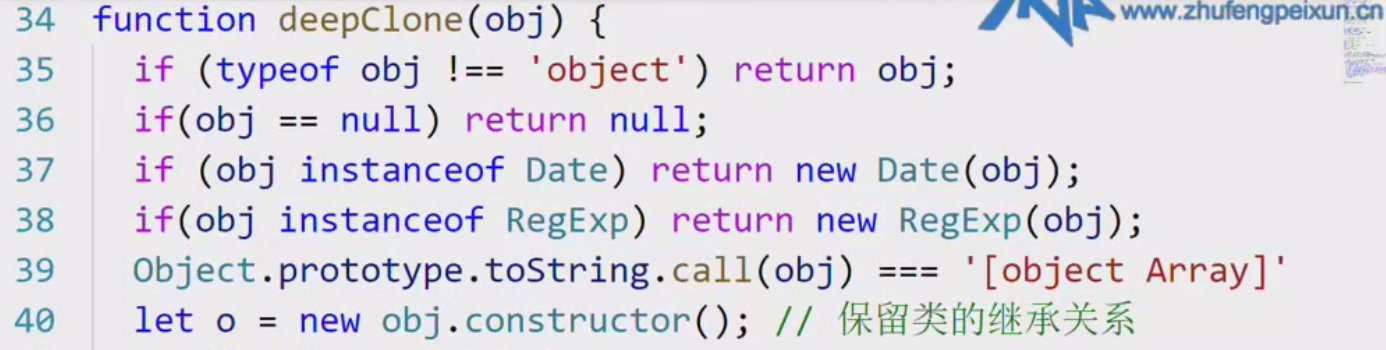 www.zhufengpeixun.cn
34 function deepClone(obj) {
35 if (typeof obj !== 'object') return obj;
36 if(obj == null) return null;
37 if (obj instanceof Date) return new Date(obj);
38 if(obj instanceof RegExp) return new RegExp(obj);
39 Object.prototype.toString.call(obj) === '[object Array]'
40 let o = new obj.constructor(); // 保留类的继承关系